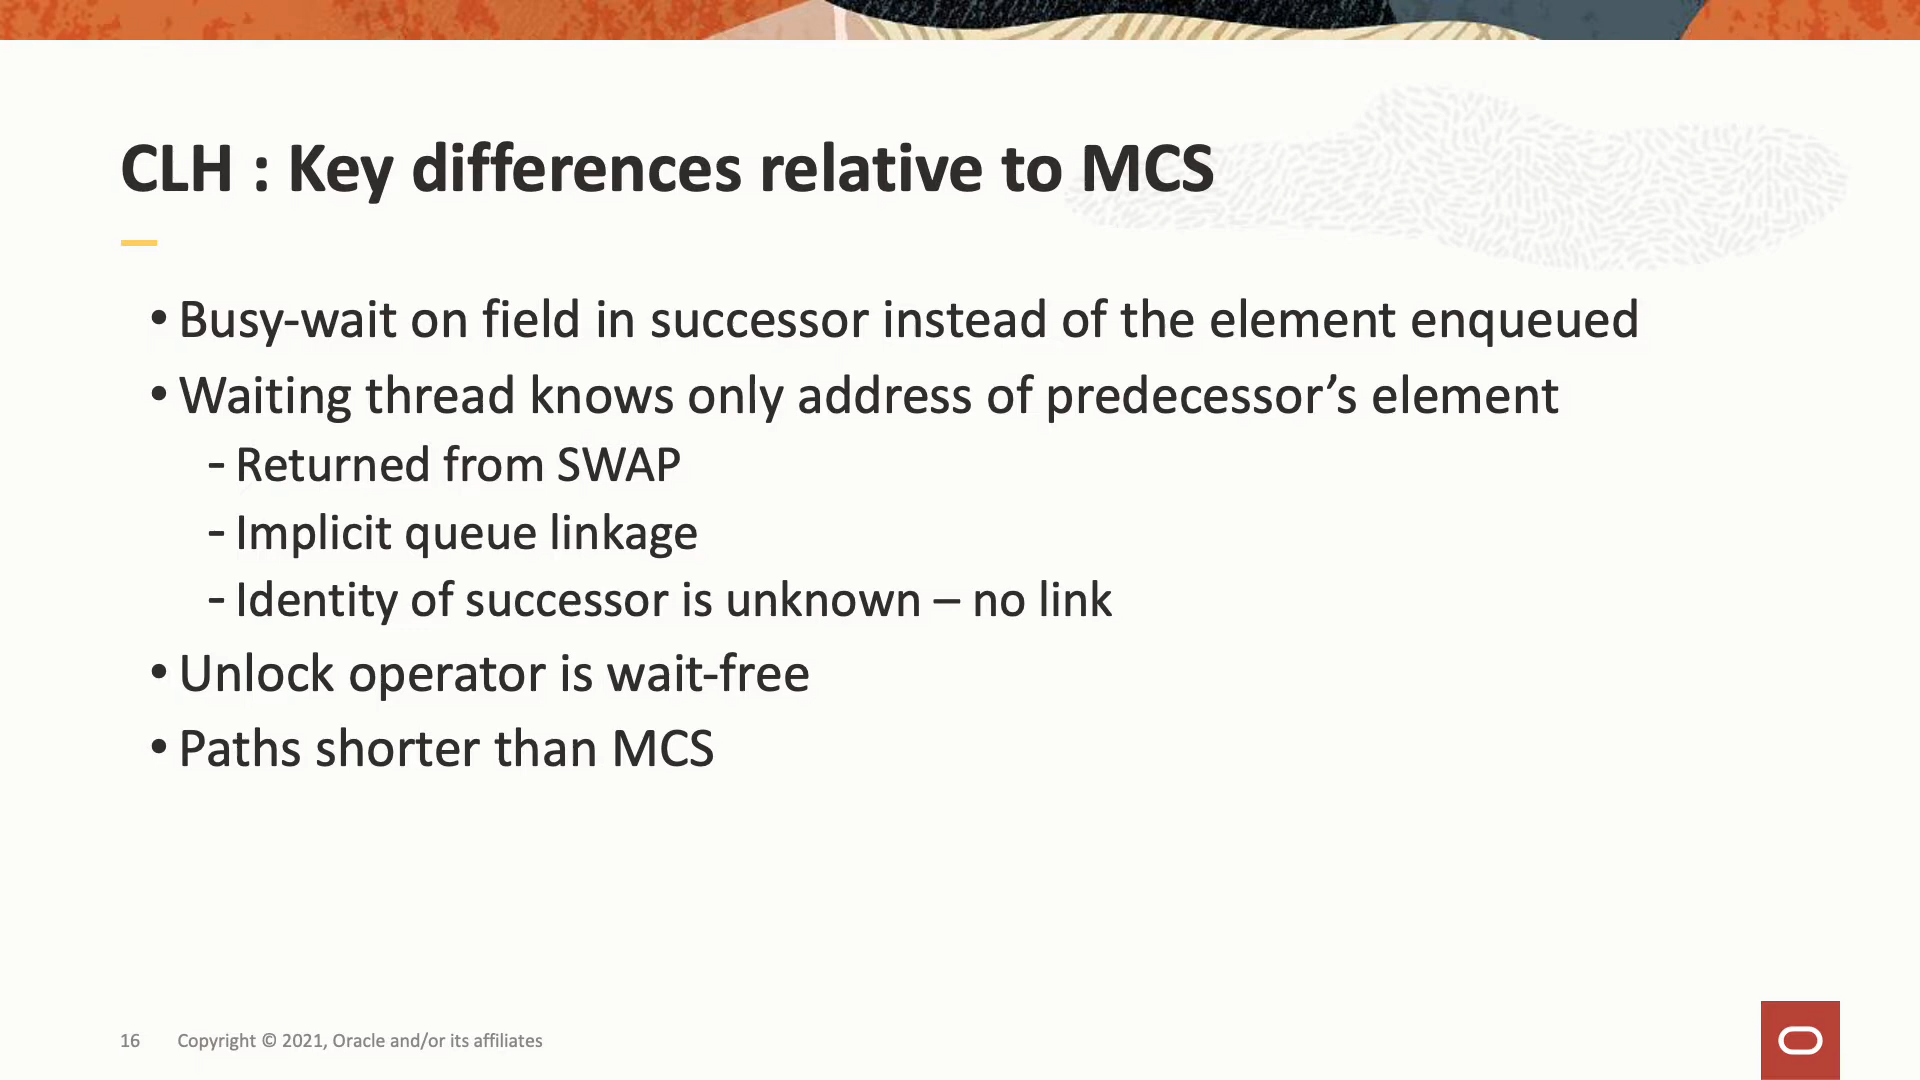 CLH : Key differences relative to MCS
• Busy-wait on field in successor instead of the element enqueued
• Waiting thread knows only address of predecessor’s element
- Returned from SWAP
- Implicit queue linkage
- Identity of successor is unknown – no link
• Unlock operator is wait-free
• Paths shorter than MCS
16 Copyright © 2021, Oracle and/or its affiliates